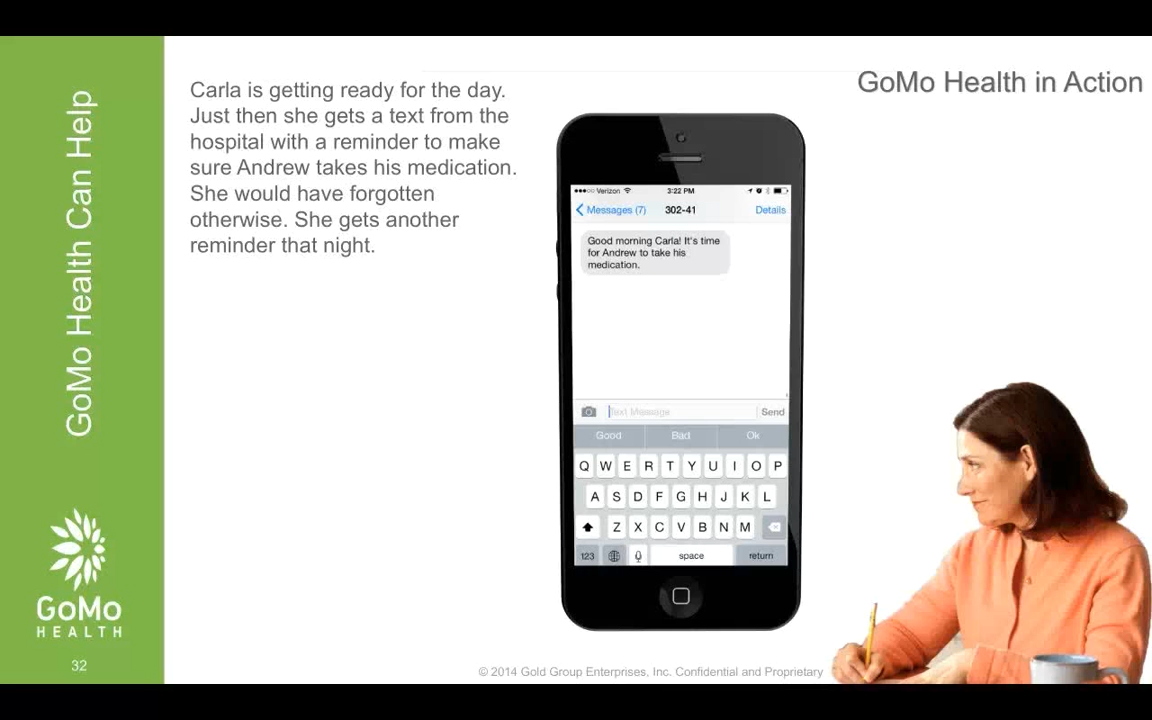 GoMo Health Can Help
GoMo Health in Action
Carla is getting ready for the day.
Just then she gets a text from the
hospital with a reminder to make
sure Andrew takes his medication.
She would have forgotten
otherwise. She gets another
reminder that night.
Verizon 3:22 PM
Messages (7) 302-41 Details
Good morning Carla! It's time
for Andrew to take his
medication.
Text Message Send
Good Bad Ok
Q W E R T Y U I O P
A S D F G H J K L
Z X C V B N M
123 space return
GoMo
HEALTH
32
© 2014 Gold Group Enterprises, Inc. Confidential and Proprietary